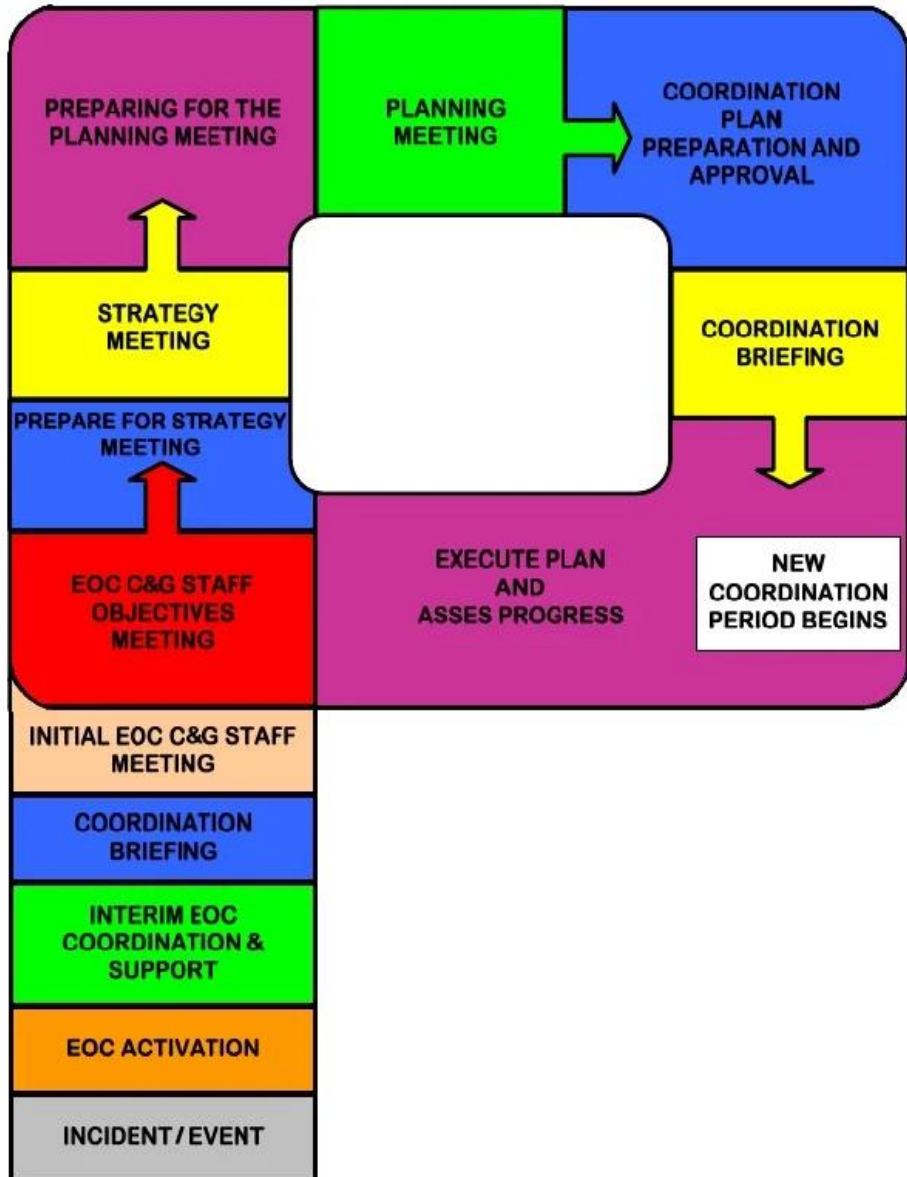 PREPARING FOR THE
PLANNING MEETING
PLANNING
MEETING
COORDINATION
PLAN
PREPARATION AND
APPROVAL
STRATEGY
MEETING
COORDINATION
BRIEFING
PREPARE FOR STRATEGY
MEETING
EOC C&G STAFF
OBJECTIVES
MEETING
EXECUTE PLAN
AND
ASSES PROGRESS
NEW
COORDINATION
PERIOD BEGINS
INITIAL EOC C&G STAFF
MEETING
COORDINATION
BRIEFING
INTERIM EOC
COORDINATION &
SUPPORT
EOC ACTIVATION
INCIDENT / EVENT